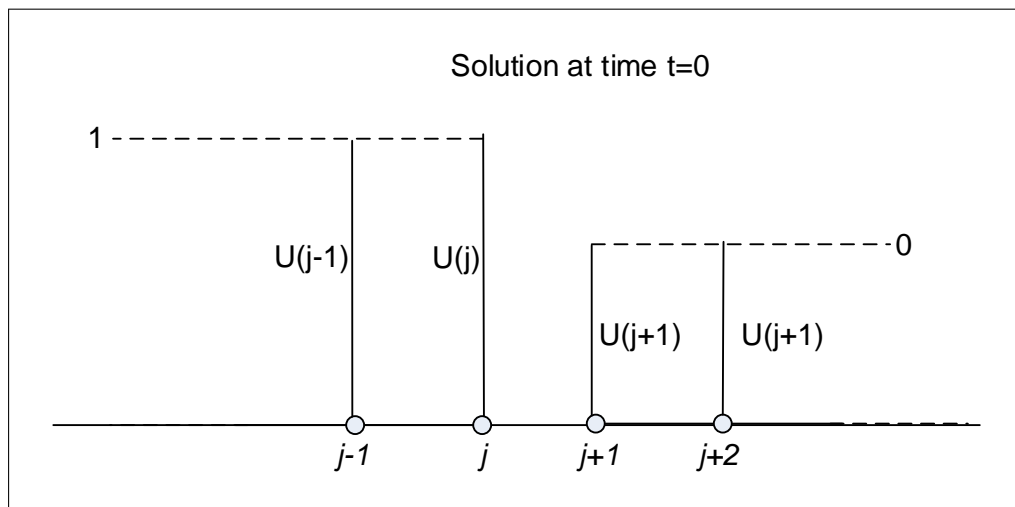 Solution at time t=0
1
U(j-1) U(j) 0
U(j+1) U(j+1)
j-1 j j+1 j+2